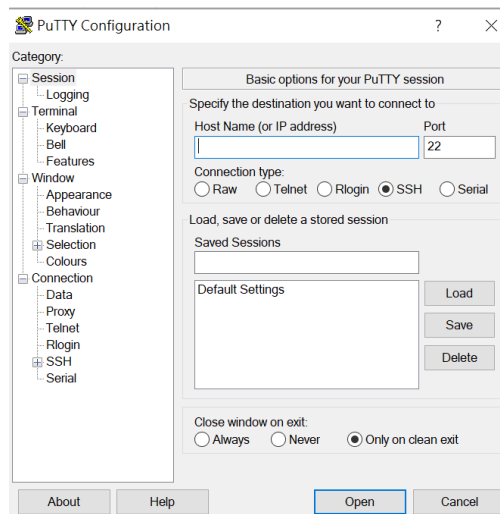 PuTTY Configuration
?
Category:
Session
Logging
Terminal
Keyboard
Bell
Features
Window
Appearance
Behaviour
Translation
Selection
Colours
Connection
Data
Proxy
Telnet
Rlogin
SSH
Serial
Basic options for your PuTTY session
Specify the destination you want to connect to
Host Name (or IP address) Port
22
Connection type:
Raw Telnet Rlogin SSH Serial
Load, save or delete a stored session
Saved Sessions
Default Settings
Load
Save
Delete
Close window on exit:
Always Never Only on clean exit
About Help Open Cancel